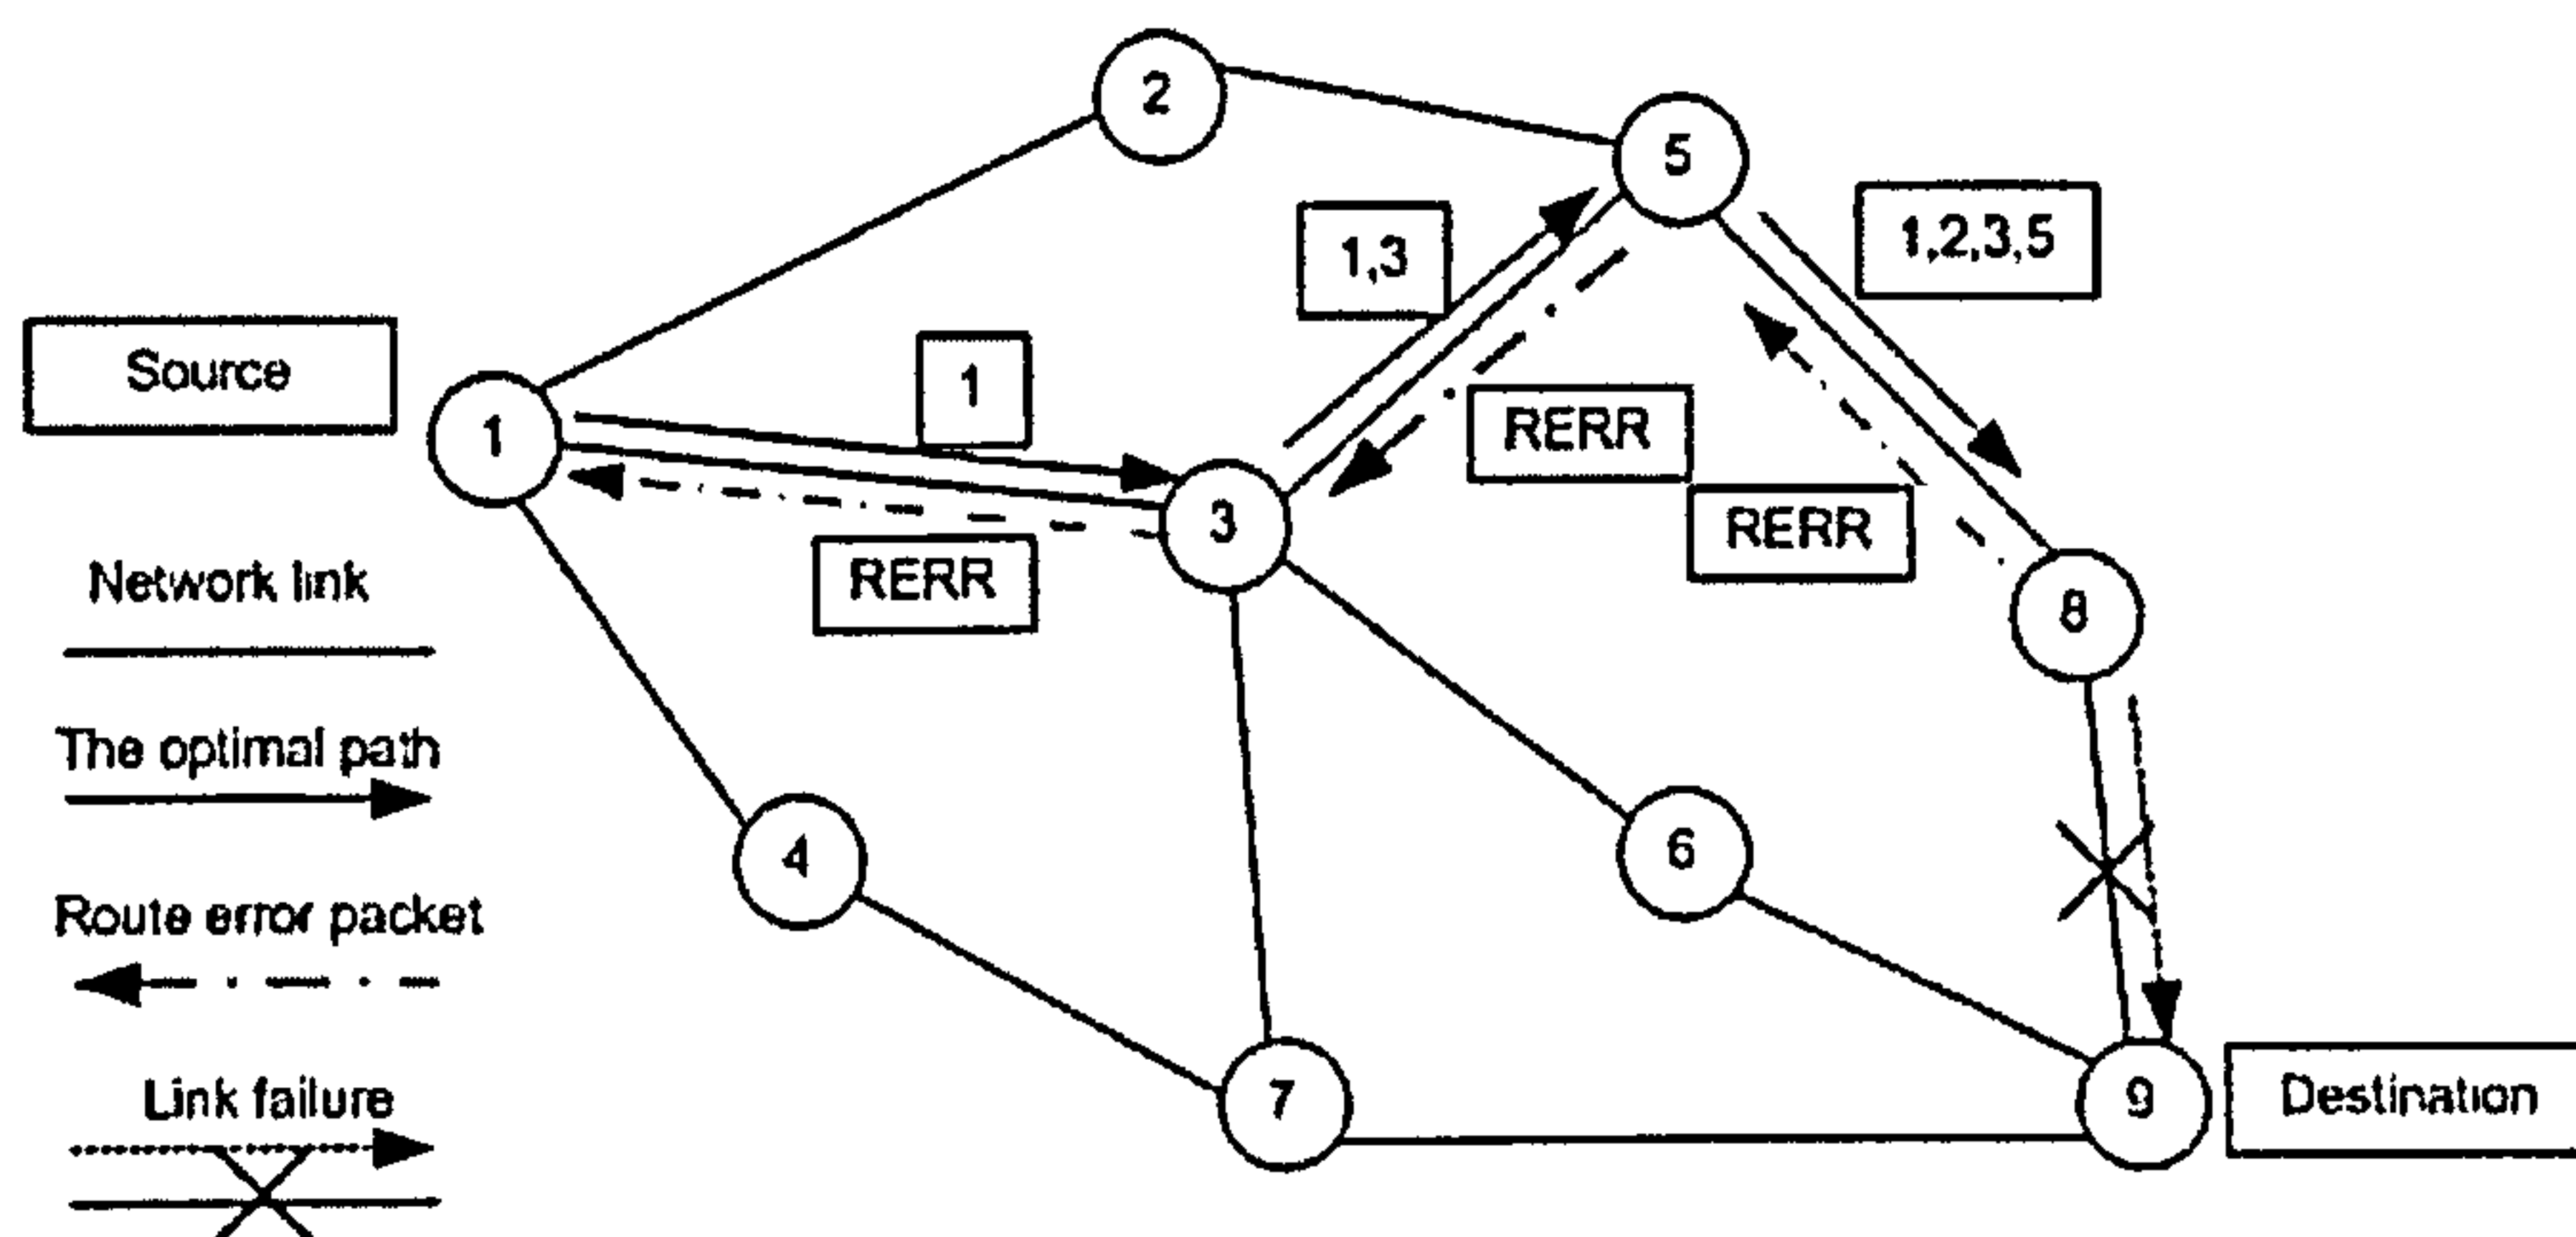 2
5
1,3
1,2,3,5
Source
1
1
3
RERR
RERR
RERR
8
Network link
The optimal path
4
6
Route error packet
Link failure
7
9
Destination